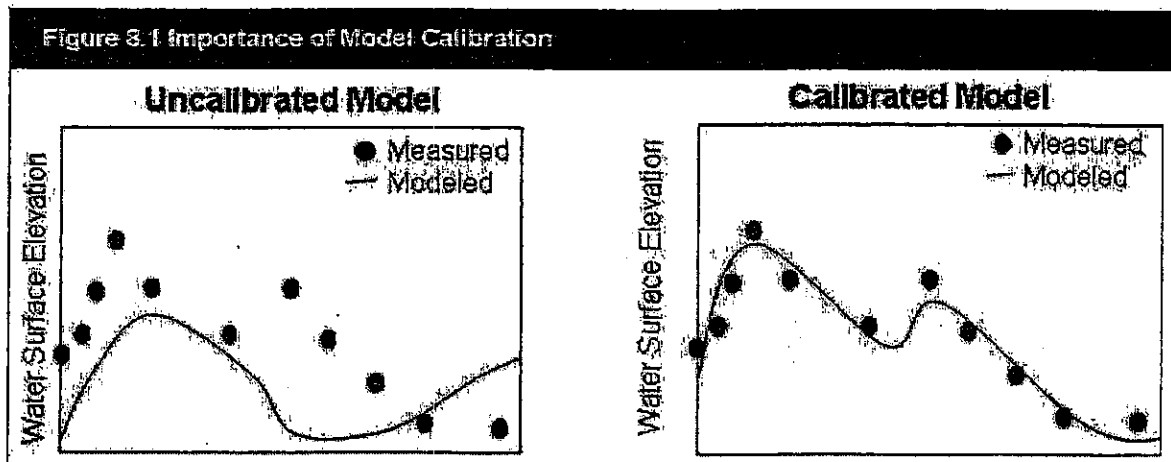 Figure 8.1 Importance of Model Calibration
Uncalibrated Model
Measured
Modeled
Water Surface Elevation
Calibrated Model
Measured
Modeled
Water Surface Elevation